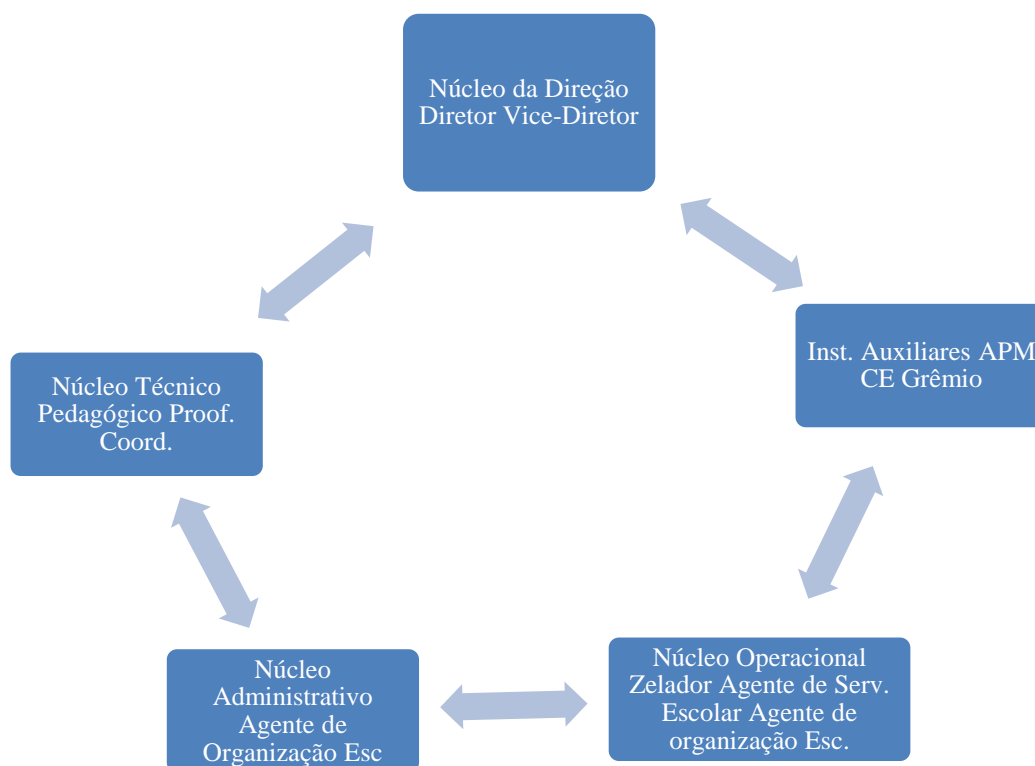 Núcleo da Direção
Diretor Vice-Diretor
Inst. Auxiliares APM
CE Grêmio
Núcleo Técnico
Pedagógico Proof.
Coord.
Núcleo Operacional
Zelador Agente de Serv.
Escolar Agente de
organização Esc.
Núcleo
Administrativo
Agente de
Organização Esc